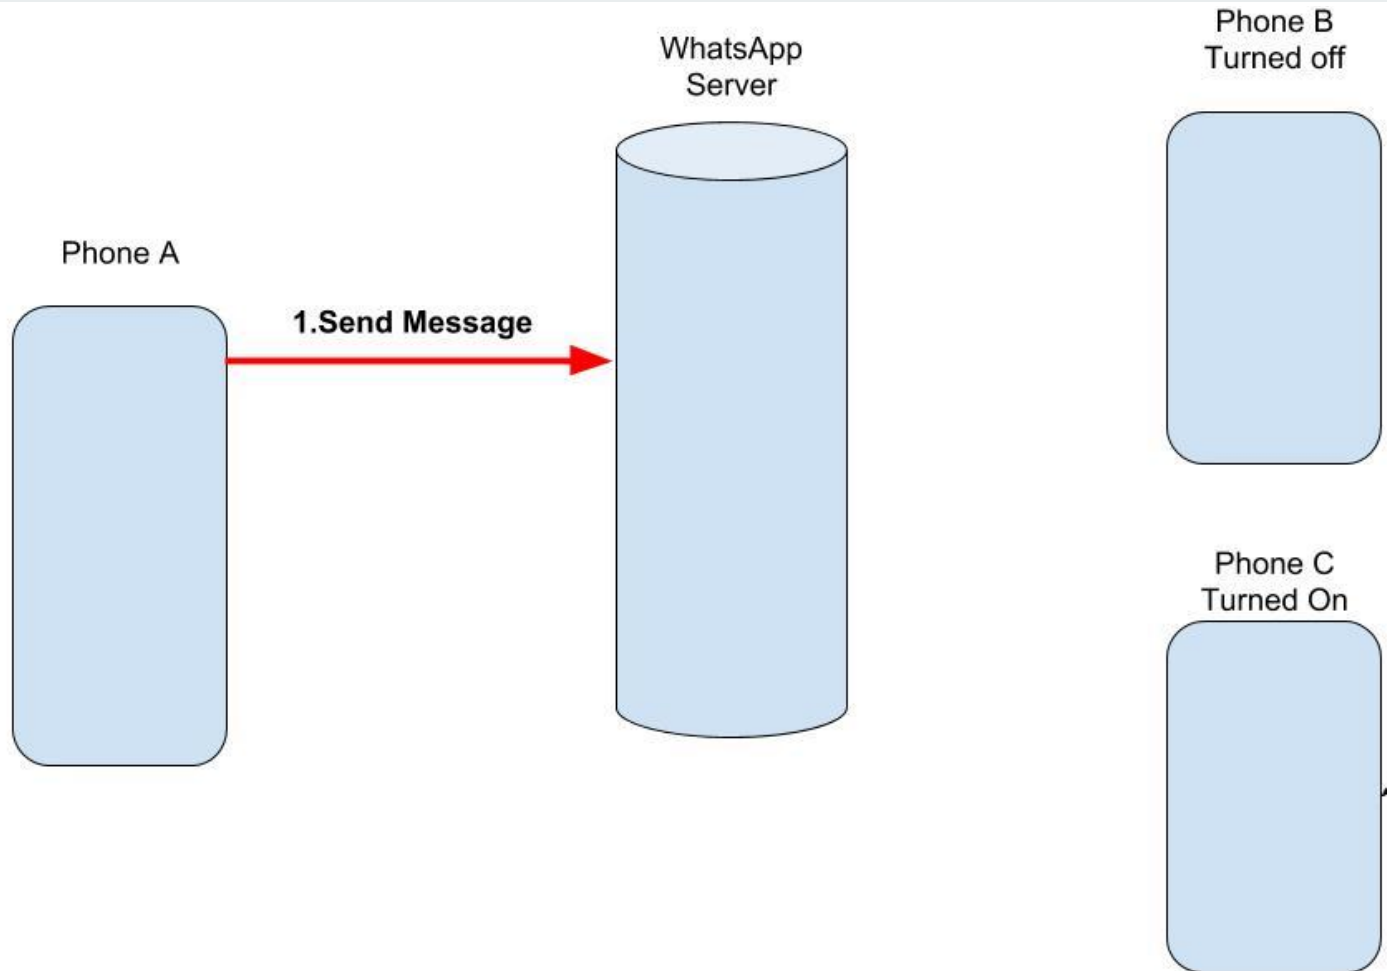 Phone A
1.Send Message
WhatsApp
Server
Phone B
Turned off
Phone C
Turned On